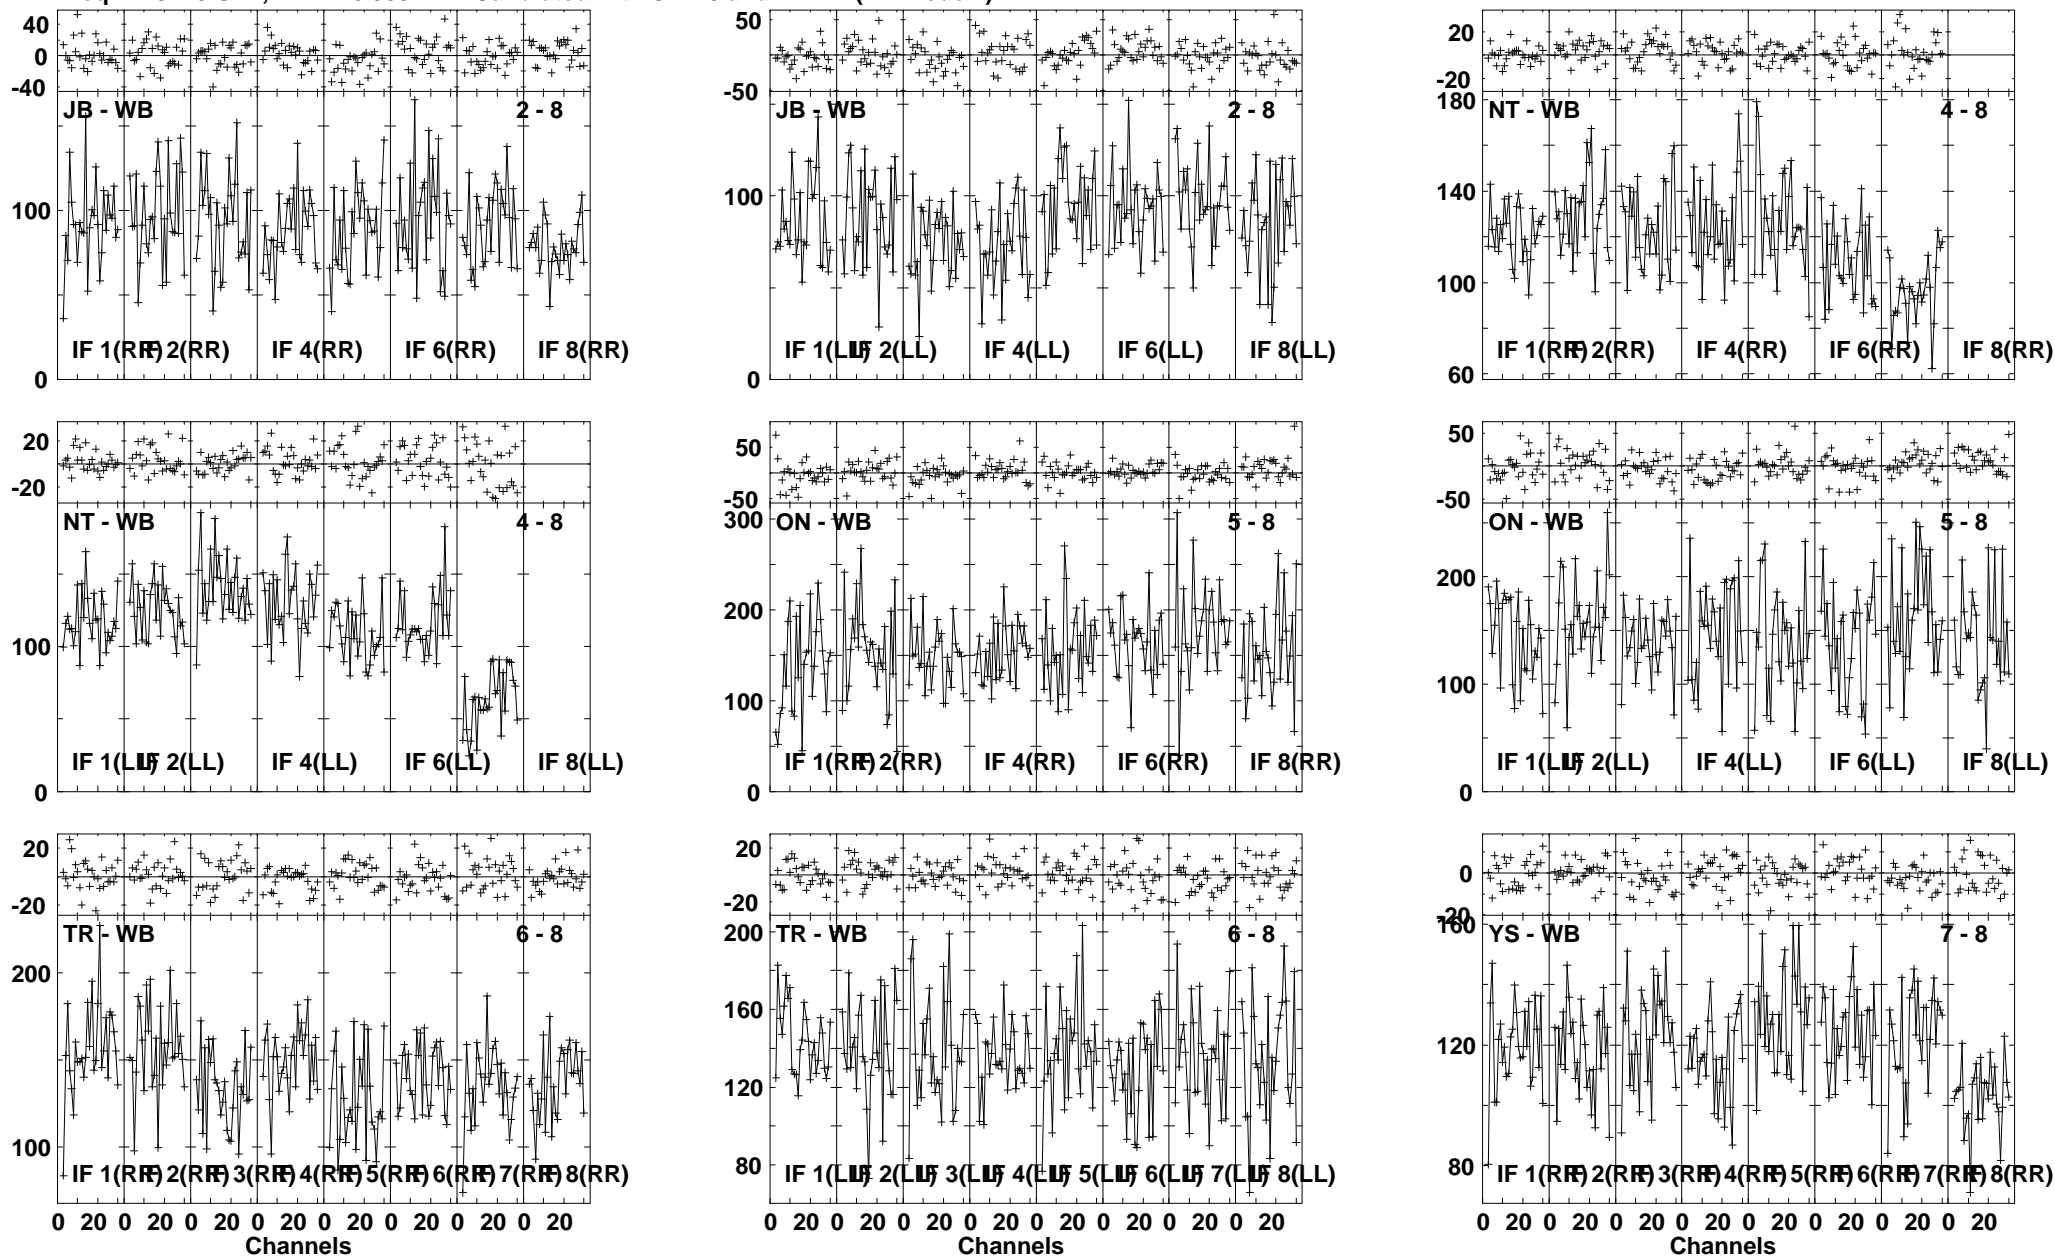 40
0
-40
JB - WB 2 - 8
100
0
IF 1(RR) IF 2(RR) IF 4(RR) IF 6(RR) IF 8(RR)
50
-50
JB - WB 2 - 8
100
0
IF 1(LL) IF 2(LL) IF 4(LL) IF 6(LL) IF 8(LL)
20
0
-20
180
NT - WB 4 - 8
140
100
60
IF 1(RR) IF 2(RR) IF 4(RR) IF 6(RR) IF 8(RR)
20
0
-20
NT - WB 4 - 8
100
0
IF 1(LL) IF 2(LL) IF 4(LL) IF 6(LL) IF 8(LL)
50
0
-50
300
ON - WB 5 - 8
200
100
0
IF 1(RR) IF 2(RR) IF 4(RR) IF 6(RR) IF 8(RR)
50
0
-50
ON - WB 5 - 8
200
100
0
IF 1(LL) IF 2(LL) IF 4(LL) IF 6(LL) IF 8(LL)
20
0
-20
TR - WB 6 - 8
200
100
IF 1(RR) IF 2(RR) IF 3(RR) IF 4(RR) IF 5(RR) IF 6(RR) IF 7(RR) IF 8(RR)
0 20 0 20 0 20 0 20 0 20 0 20 0 20 0 20
Channels
20
0
-20
200
TR - WB 6 - 8
160
120
80
IF 1(LL) IF 2(LL) IF 3(LL) IF 4(LL) IF 5(LL) IF 6(LL) IF 7(LL) IF 8(LL)
0 20 0 20 0 20 0 20 0 20 0 20 0 20 0 20
Channels
0
-20
160
YS - WB 7 - 8
120
80
IF 1(RR) IF 2(RR) IF 3(RR) IF 4(RR) IF 5(RR) IF 6(RR) IF 7(RR) IF 8(RR)
0 20 0 20 0 20 0 20 0 20 0 20 0 20 0 20
Channels